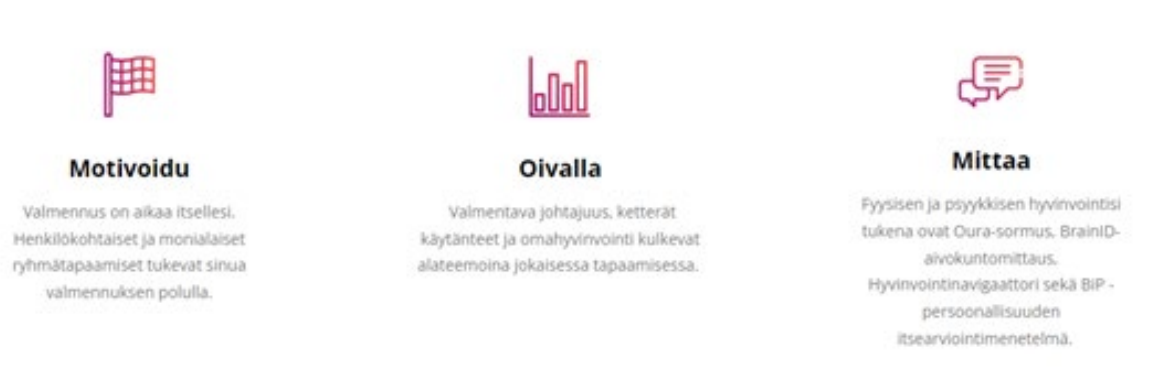 Motivoidu
Valmennus on aikaa itsellesi.
Henkilökohtaiset ja monialaiset
ryhmätapaamiset tukevat sinua
valmennuksen polulla.
Oivalla
Valmentava johtajuus, ketterät
käytänteet ja omahyvinvointi kulkevat
alateemoina jokaisessa tapaamisessa.
Mittaa
Fyysisen ja psyykkisen hyvinvointisi
tukena ovat Oura-sormus, BrainID-
aivokuntomittaus,
Hyvinvointinavigaattori sekä BiP -
persoonallisuuden
itsearviointimenetelmä.